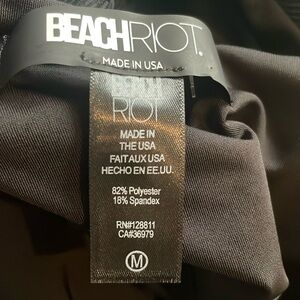 BEACHRIOT.
MADE IN USA
BEACH
RIOT
MADE IN
THE USA
FAIT AUX USA
HECHO EN EE.UU.
82% Polyester
18% Spandex
RN#128811
CA#36979
M